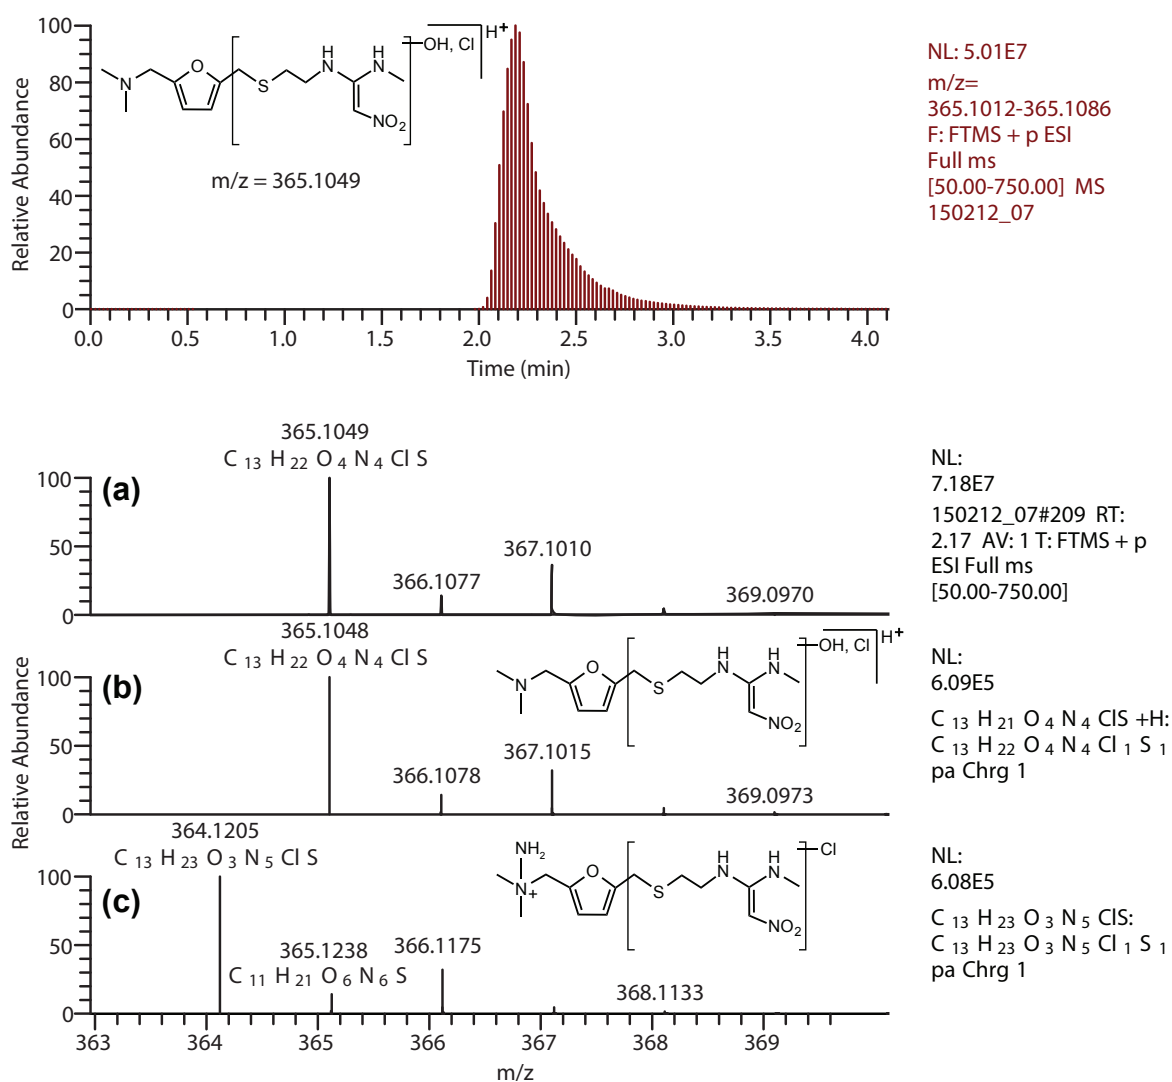 100
80
60
40
20
0
Relative Abundance
N
O
S
H
N
H
N
NO2
OH, Cl
H+
m/z = 365.1049
0.0 0.5 1.0 1.5 2.0 2.5 3.0 3.5 4.0
Time (min)
NL: 5.01E7
m/z=
365.1012-365.1086
F: FTMS + p ESI
Full ms
[50.00-750.00] MS
150212_07
365.1049
C 13 H 22 O 4 N 4 Cl S
100
50
0
(a)
366.1077
367.1010
369.0970
NL:
7.18E7
150212_07#209 RT:
2.17 AV: 1 T: FTMS + p
ESI Full ms
[50.00-750.00]
365.1048
C 13 H 22 O 4 N 4 Cl S
100
50
0
Relative Abundance
(b)
366.1078
367.1015
369.0973
N
O
S
H
N
H
N
NO2
OH, Cl
H+
NL:
6.09E5
C 13 H 21 O 4 N 4 ClS +H:
C 13 H 22 O 4 N 4 Cl 1 S 1
pa Chrg 1
364.1205
C 13 H 23 O 3 N 5 Cl S
100
50
0
(c)
365.1238
C 11 H 21 O 6 N 6 S
366.1175
368.1133
NH2
N
+
O
S
H
N
H
N
NO2
Cl
NL:
6.08E5
C 13 H 23 O 3 N 5 ClS:
C 13 H 23 O 3 N 5 Cl 1 S 1
pa Chrg 1
363 364 365 366 367 368 369
m/z